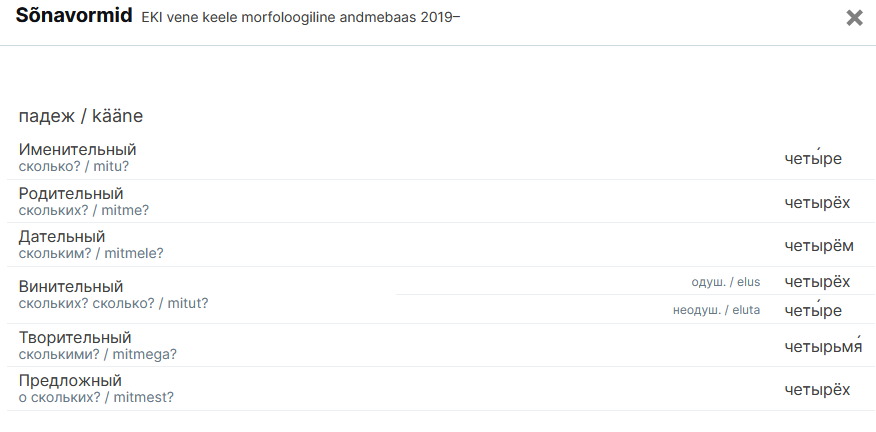 Sõnavormid EKI vene keele morfoloogiline andmebaas 2019–
падеж / kääne
Именительный
сколько? / mitu?
четы́ре
Родительный
скольких? / mitme?
четырёх
Дательный
скольким? / mitmele?
четырём
Винительный
скольких? сколько? / mitut?
одуш. / elus четырёх
неодуш. / eluta четы́ре
Творительный
сколькими? / mitmega?
четырьмя́
Предложный
о скольких? / mitmest?
четырёх